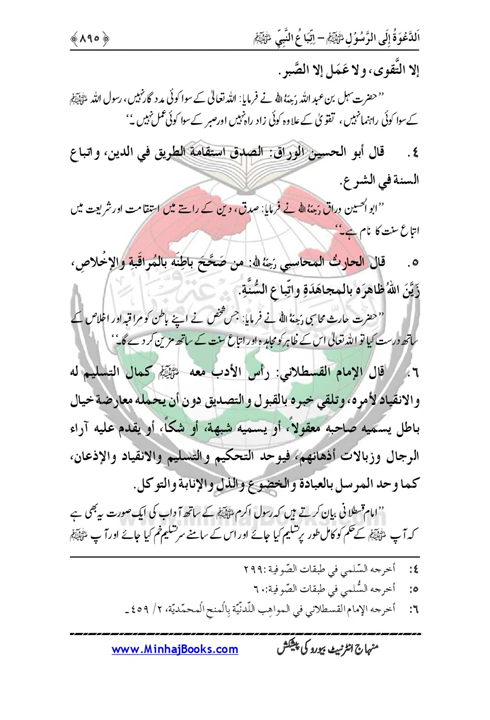 اَلدَّعْوَةُ إِلَی الرَّسُوْلِ ﷺ – اِتِّبَاعُ النَّبِيِّ ﷺ ﴿٨٩٥﴾
إلا التَّقوى، ولا عَمَل إلا الصَّبر.
’’حضرت سہل بن عبد اللہ رَحِمَهُ اللہ نے فرمایا: اللہ تعالیٰ کے سوا کوئی مدد گار نہیں، رسول اللہ ﷺ
کے سوا کوئی راہنما نہیں، تقویٰ کے علاوہ کوئی زاد راہ نہیں اور صبر کے سوا کوئی عمل نہیں۔‘‘
٤. قال أبو الحسين الوراق: الصدق استقامة الطريق في الدين، واتباع
السنة في الشرع.
’’ابو الحسین وراق رَحِمَهُ اللہ نے فرمایا: صدق، دین کے راستے میں استقامت اور شریعت میں
اتباع سنت کا نام ہے۔‘‘
٥. قال الحارث المحاسبي رَحِمَهُ الله: من صَحَّحَ باطِنَه بالمُراقَبةِ والإخْلاصِ،
زَيَّنَ اللهُ ظاهِرَه بالمجاهَدَةِ واتِّباعِ السُّنَّةِ.
’’حضرت حارث محاسبی رَحِمَهُ اللہ نے فرمایا: جس شخص نے اپنے باطن کو مراقبہ اور اخلاص کے
ساتھ درست کیا تو اللہ تعالیٰ اس کے ظاہر کو مجاہدہ اور اتباع سنت کے ساتھ مزین کر دے گا۔‘‘
٦. قال الإمام القسطلاني: رأس الأدب معه ﷺ كمال التسليم له
والانقياد لأمره، وتلقي خبره بالقبول والتصديق دون أن يحمله معارضة خيال
باطل يسميه صاحبه معقولاً، أو يسميه شبهة، أو شكاً، أو يقدم عليه آراء
الرجال وزبالات أذهانهم، فيوحد التحكيم والتسليم والانقياد والإذعان،
كما وحد المرسل بالعبادة والخضوع والذل والإنابة والتوكل.
’’امام قسطلانی بیان کرتے ہیں کہ رسول اکرم ﷺ کے ساتھ آداب کی ایک صورت یہ بھی ہے
کہ آپ ﷺ کے حکم کو کامل طور پر تسلیم کیا جائے اور اس کے سامنے سر تسلیم خم کیا جائے اور آپ ﷺ
٤: أخرجه السّلمي في طبقات الصّوفية: ٢٩٩
٥: أخرجه السُّلمي في طبقات الصّوفية: ٦٠
٦: أخرجه الإمام القسطلاني في المواهب اللّدنّيّة بِالْمنح المحمّديّة، ٢/ ٤٥٩۔
منہاج انٹرنیٹ بیورو کی پیشکش www.MinhajBooks.com